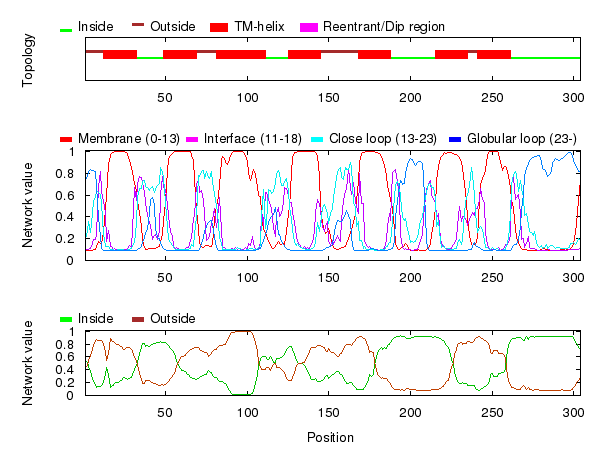 Inside Outside TM-helix Reentrant/Dip region
Topology
50 100 150 200 250 300
Membrane (0-13) Interface (11-18) Close loop (13-23) Globular loop (23-)
Network value
1
0.8
0.6
0.4
0.2
0
50 100 150 200 250 300
Inside Outside
Network value
1
0.8
0.6
0.4
0.2
0
50 100 150 200 250 300
Position